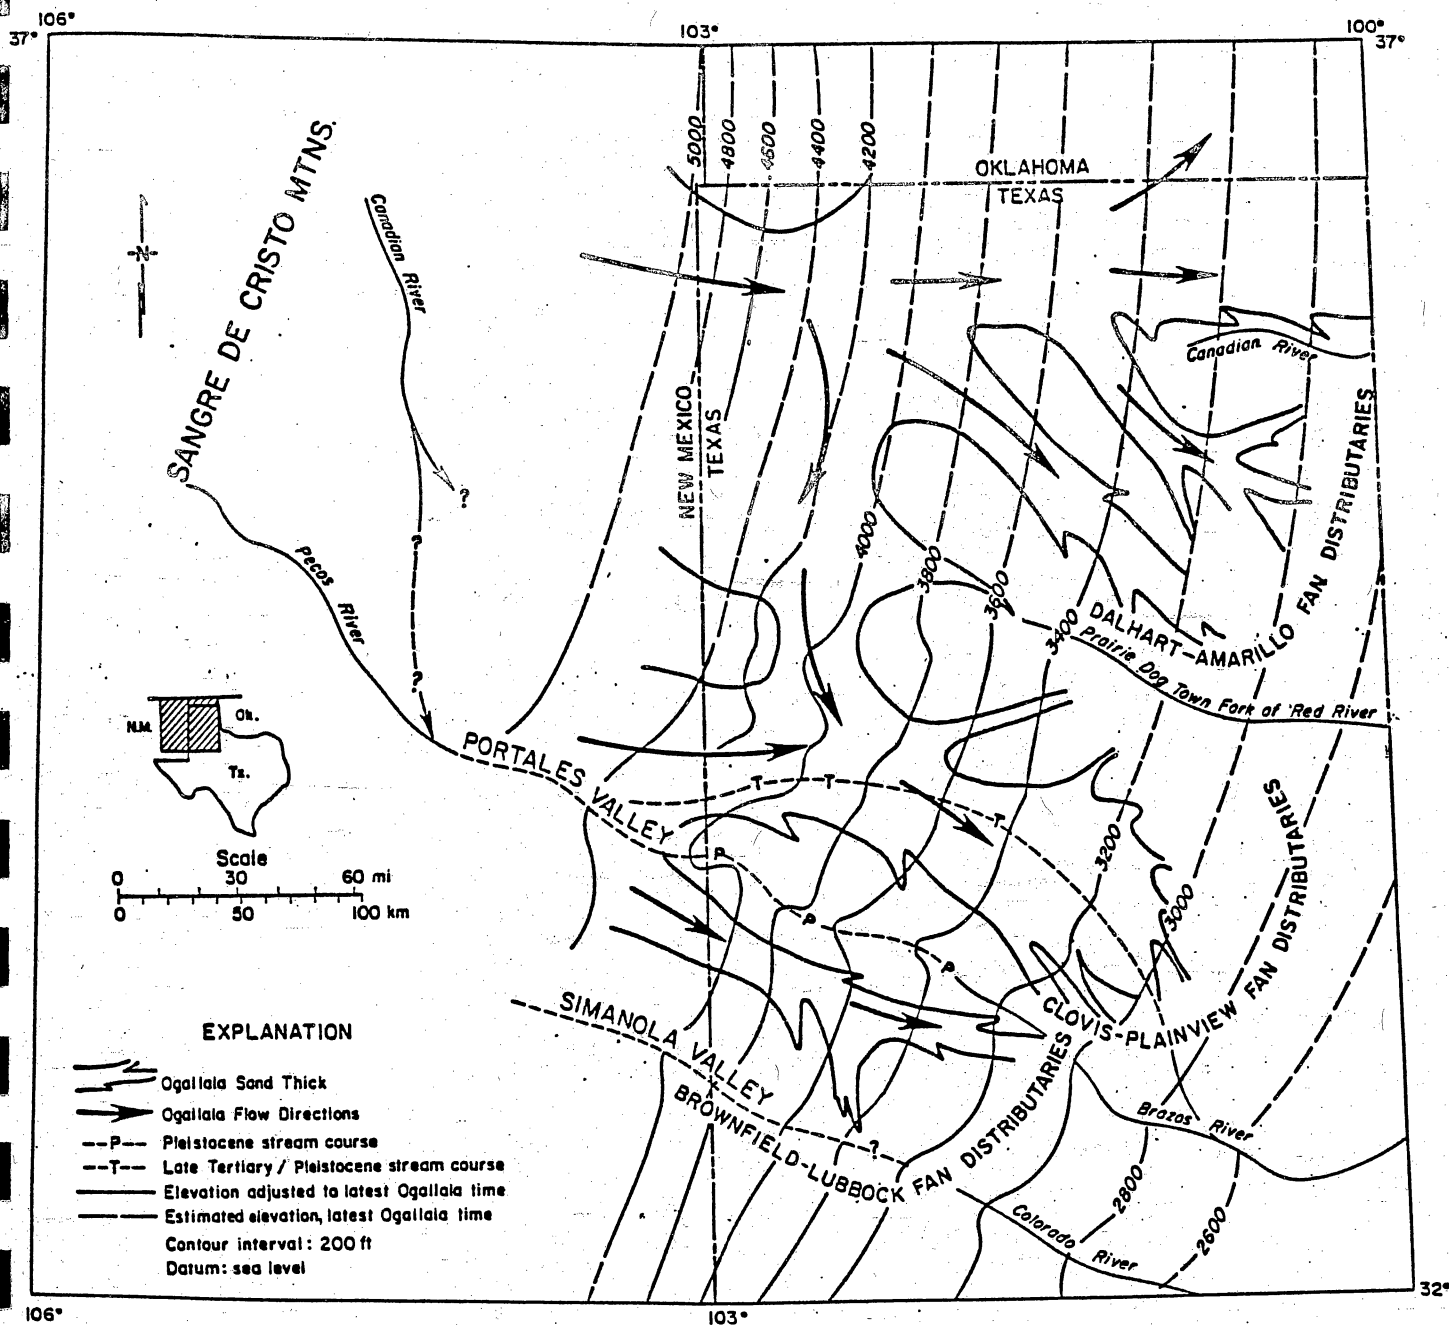 106°
103°
100°
37°
37°
5000
4800
4600
4400
4200
OKLAHOMA
TEXAS
SANGRE DE CRISTO MTNS.
Canadian River
N
Canadian River
NEW MEXICO
TEXAS
?
4000
3800
3600
3400
?
Pecos River
DALHART-AMARILLO FAN DISTRIBUTARIES
Prairie Dog Town Fork of Red River
?
N.M.
Ok.
Tx.
PORTALES VALLEY
T
T
T
P
P
P
3200
3000
Scale
0 30 60 mi
0 50 100 km
CLOVIS-PLAINVIEW FAN DISTRIBUTARIES
SIMANOLA VALLEY
BROWNFIELD-LUBBOCK FAN DISTRIBUTARIES
?
Brazos River
2800
2600
Colorado River
EXPLANATION
Ogallala Sand Thick
Ogallala Flow Directions
--P-- Pleistocene stream course
--T-- Late Tertiary / Pleistocene stream course
Elevation adjusted to latest Ogallala time
Estimated elevation, latest Ogallala time
Contour interval: 200 ft
Datum: sea level
106°
103°
32°